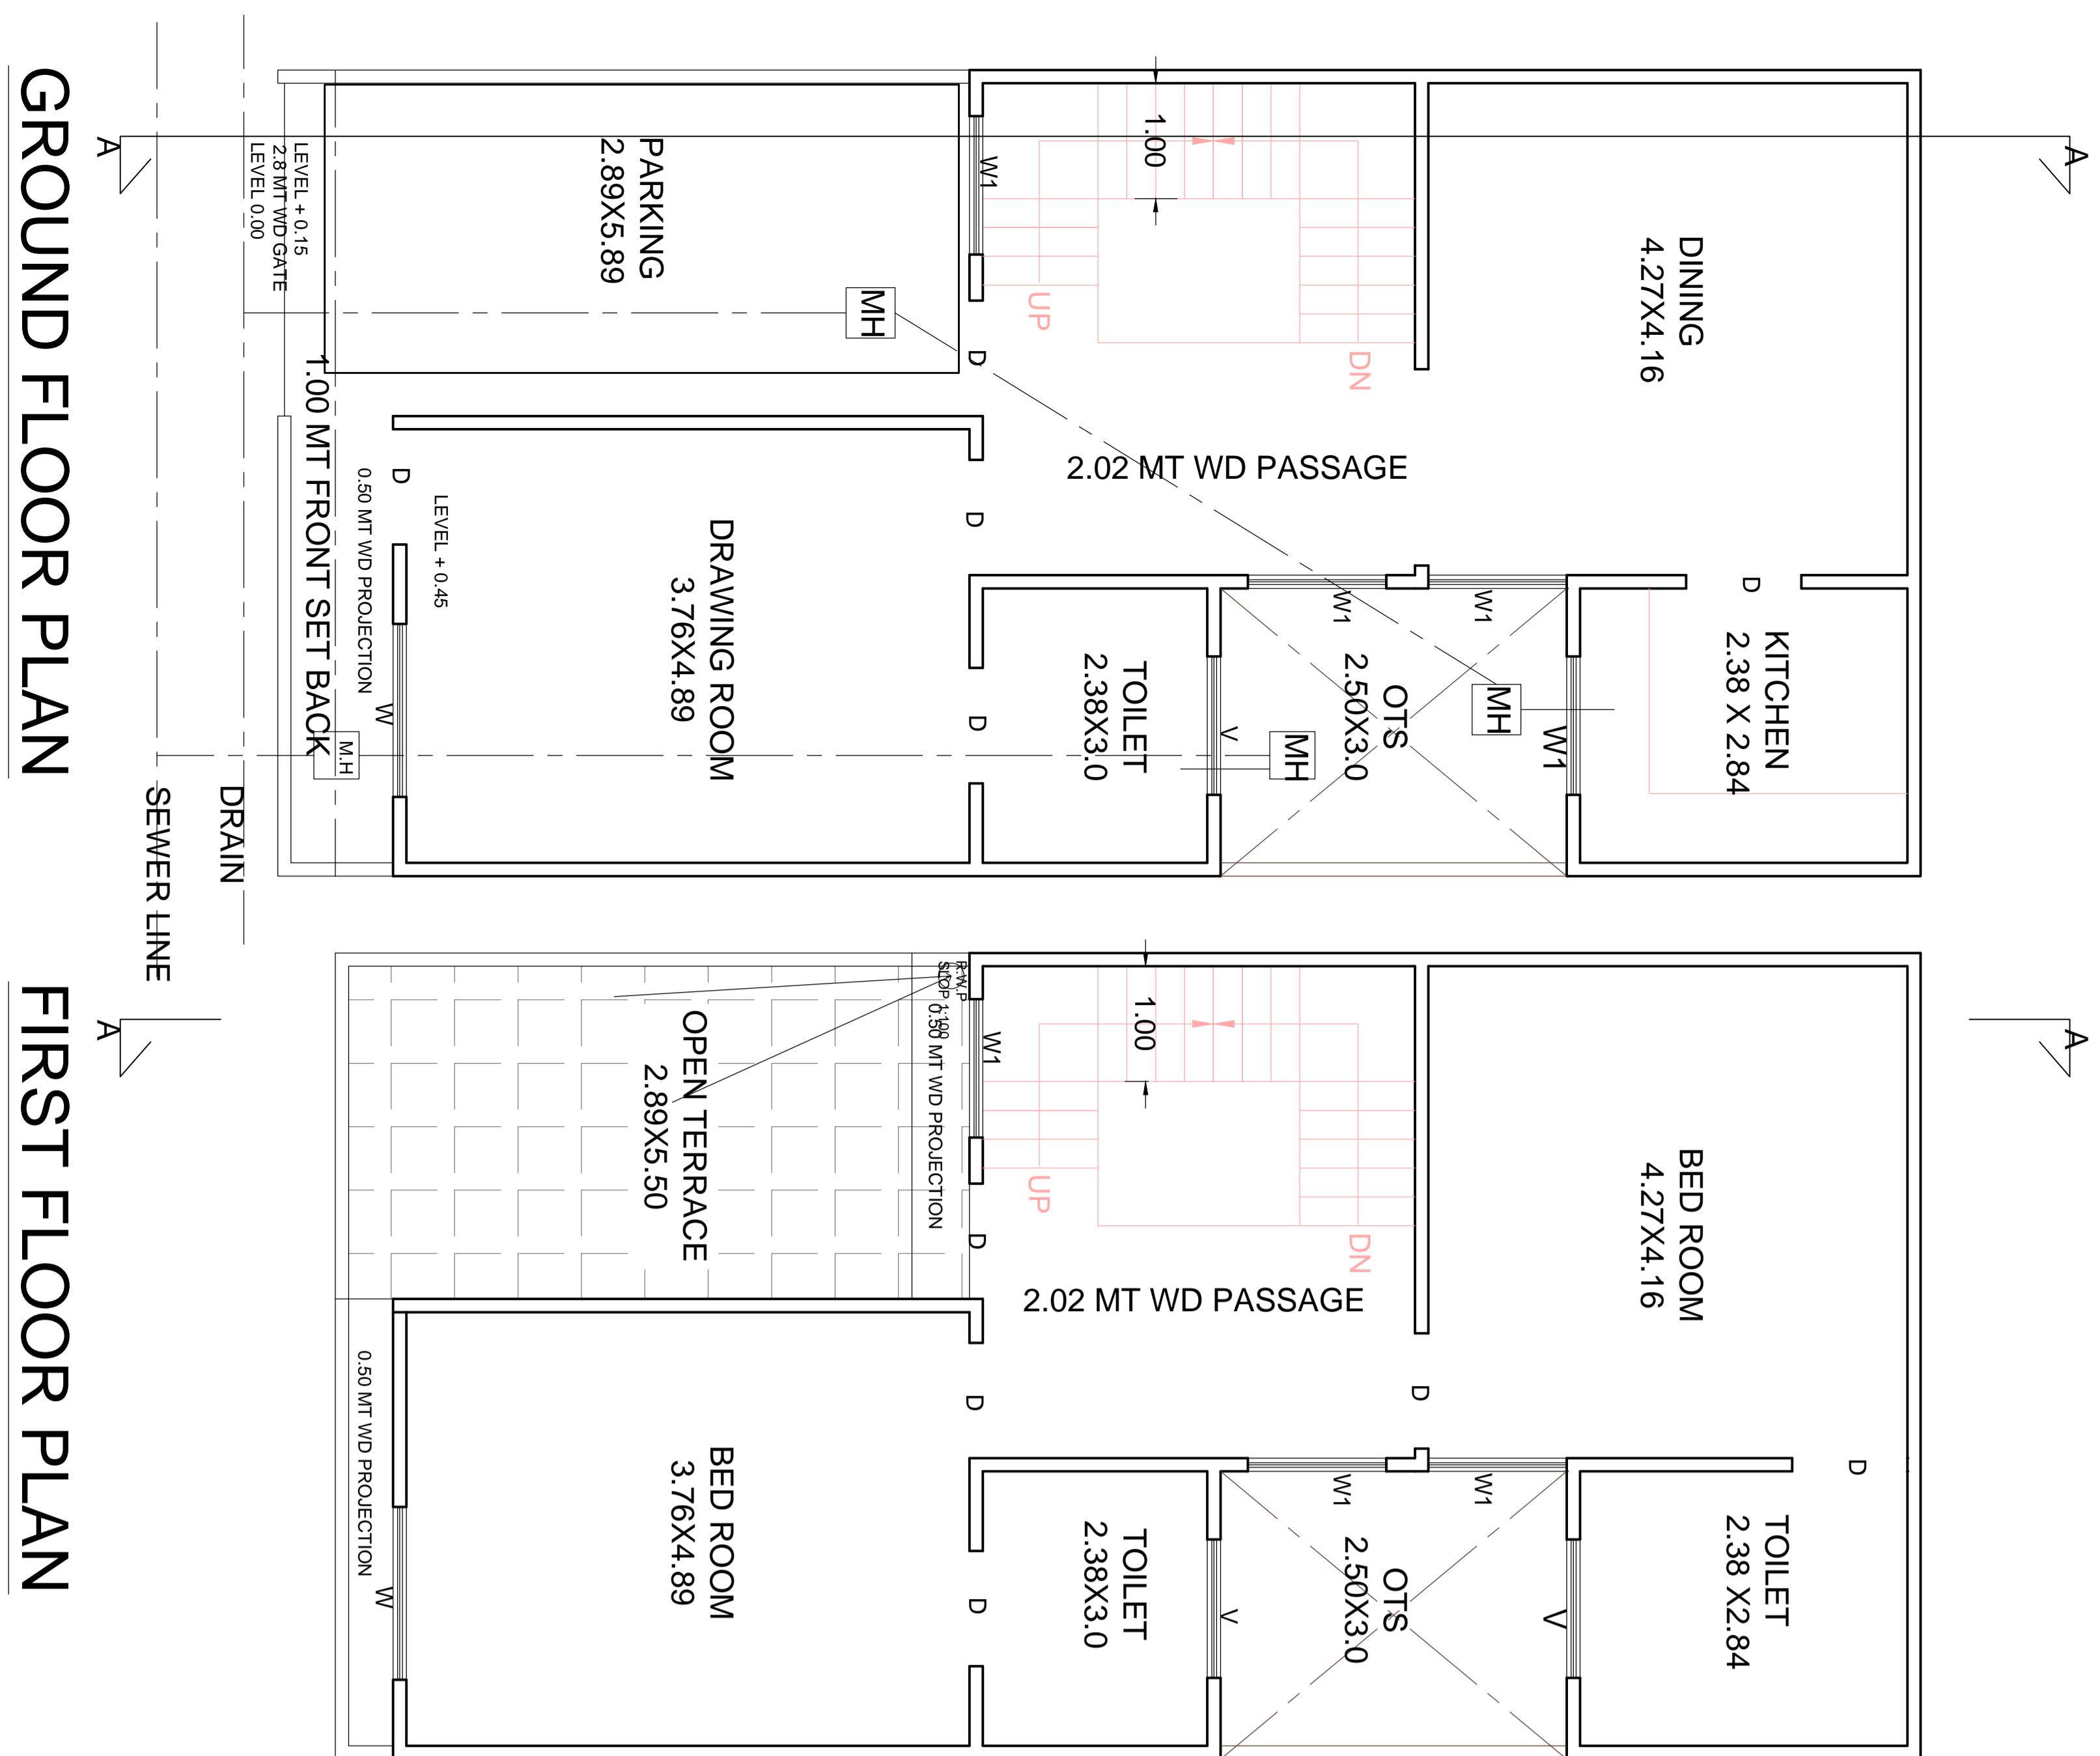 GROUND FLOOR PLAN
A
A
DINING
4.27X4.16
KITCHEN
2.38 X 2.84
D
W1
MH
W1
W1
OTS
2.50X3.0
MH
V
DN
1.00
UP
2.02 MT WD PASSAGE
TOILET
2.38X3.0
W1
D
D
D
MH
PARKING
2.89X5.89
DRAWING ROOM
3.76X4.89
LEVEL + 0.45
D
W
0.50 MT WD PROJECTION
M.H
1.00 MT FRONT SET BACK
LEVEL + 0.15
2.8 MT WD GATE
LEVEL 0.00
DRAIN
SEWER LINE
FIRST FLOOR PLAN
A
A
BED ROOM
4.27X4.16
D
TOILET
2.38 X2.84
V
W1
W1
D
OTS
2.50X3.0
V
DN
1.00
UP
2.02 MT WD PASSAGE
TOILET
2.38X3.0
W1
D
D
D
R.W.P
SLOP 1:100
0.50 MT WD PROJECTION
OPEN TERRACE
2.89X5.50
BED ROOM
3.76X4.89
W
0.50 MT WD PROJECTION